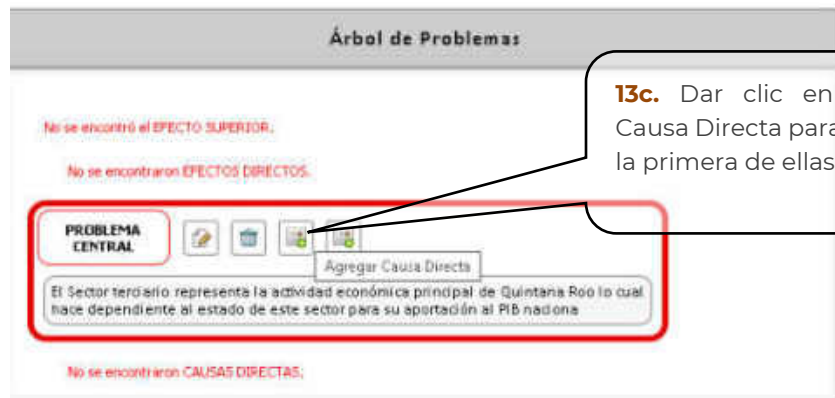 Árbol de Problemas
13c. Dar clic en
Causa Directa para
la primera de ellas
No se encontró el EFECTO SUPERIOR.
No se encontraron EFECTOS DIRECTOS.
PROBLEMA
CENTRAL
Agregar Causa Directa
El Sector terciario representa la actividad económica principal de Quintana Roo lo cual
hace dependiente al estado de este sector para su aportación al PIB naciona
No se encontraron CAUSAS DIRECTAS.